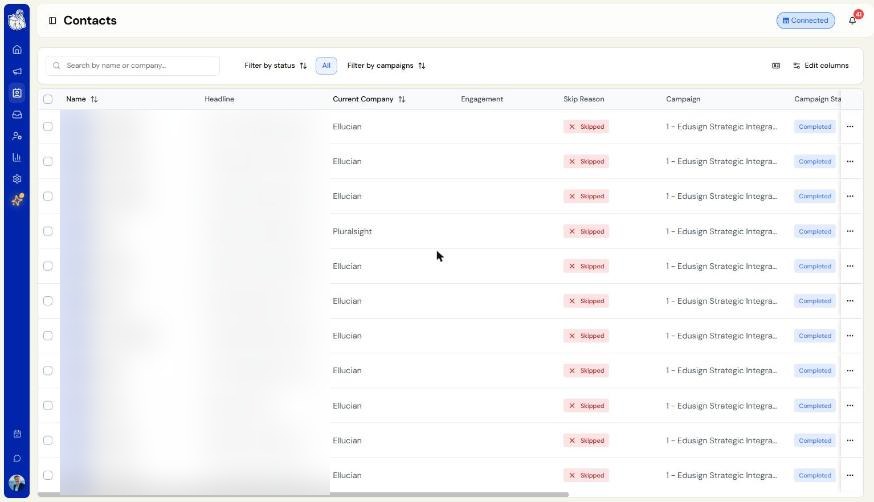 Contacts
Connected
41
Search by name or company...
Filter by status
All
Filter by campaigns
Edit columns
Name
Headline
Current Company
Engagement
Skip Reason
Campaign
Campaign Sta
Ellucian
Skipped
1 - Edusign Strategic Integra...
Completed
Ellucian
Skipped
1 - Edusign Strategic Integra...
Completed
Ellucian
Skipped
1 - Edusign Strategic Integra...
Completed
Pluralsight
Skipped
1 - Edusign Strategic Integra...
Completed
Ellucian
Skipped
1 - Edusign Strategic Integra...
Completed
Ellucian
Skipped
1 - Edusign Strategic Integra...
Completed
Ellucian
Skipped
1 - Edusign Strategic Integra...
Completed
Ellucian
Skipped
1 - Edusign Strategic Integra...
Completed
Ellucian
Skipped
1 - Edusign Strategic Integra...
Completed
Ellucian
Skipped
1 - Edusign Strategic Integra...
Completed
Ellucian
Skipped
1 - Edusign Strategic Integra...
Completed